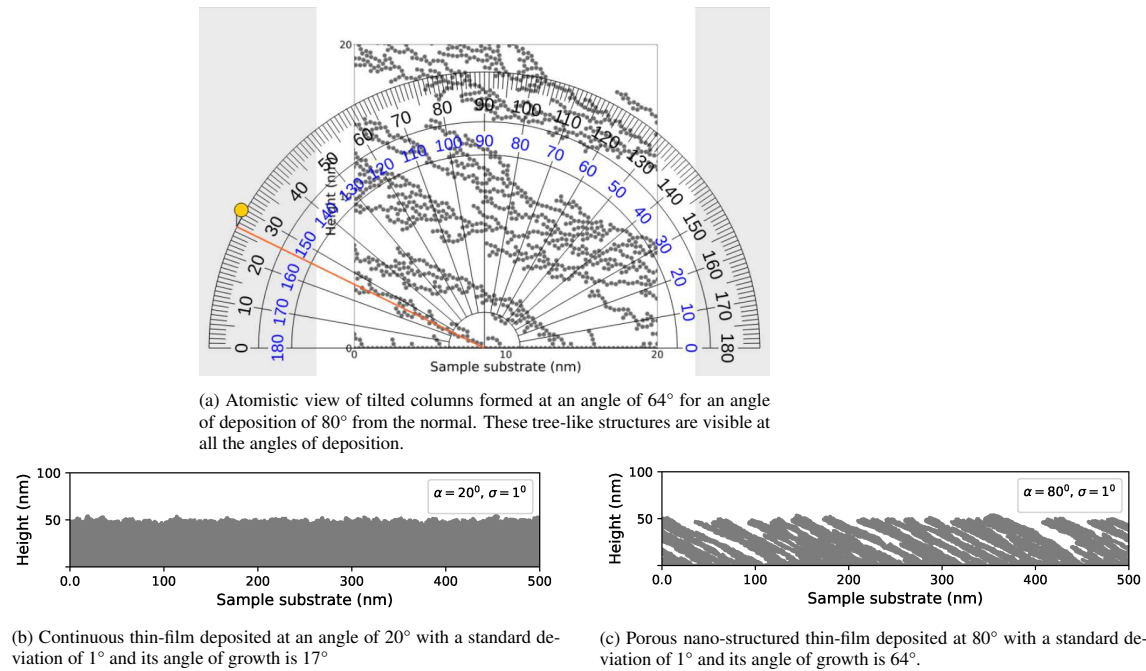 20
Height (nm)
0
0 10 20 30 40 50 60 70 80 90 100 110 120 130 140 150 160 170 180
180 170 160 150 140 130 120 110 100 90 80 70 60 50 40 30 20 10 0
0 10 20
Sample substrate (nm)
(a) Atomistic view of tilted columns formed at an angle of 64° for an angle
of deposition of 80° from the normal. These tree-like structures are visible at
all the angles of deposition.
100
50
Height (nm)
α = 20⁰, σ = 1⁰
0.0 100 200 300 400 500
Sample substrate (nm)
(b) Continuous thin-film deposited at an angle of 20° with a standard de-
viation of 1° and its angle of growth is 17°
100
50
Height (nm)
α = 80⁰, σ = 1⁰
0.0 100 200 300 400 500
Sample substrate (nm)
(c) Porous nano-structured thin-film deposited at 80° with a standard de-
viation of 1° and its angle of growth is 64°.